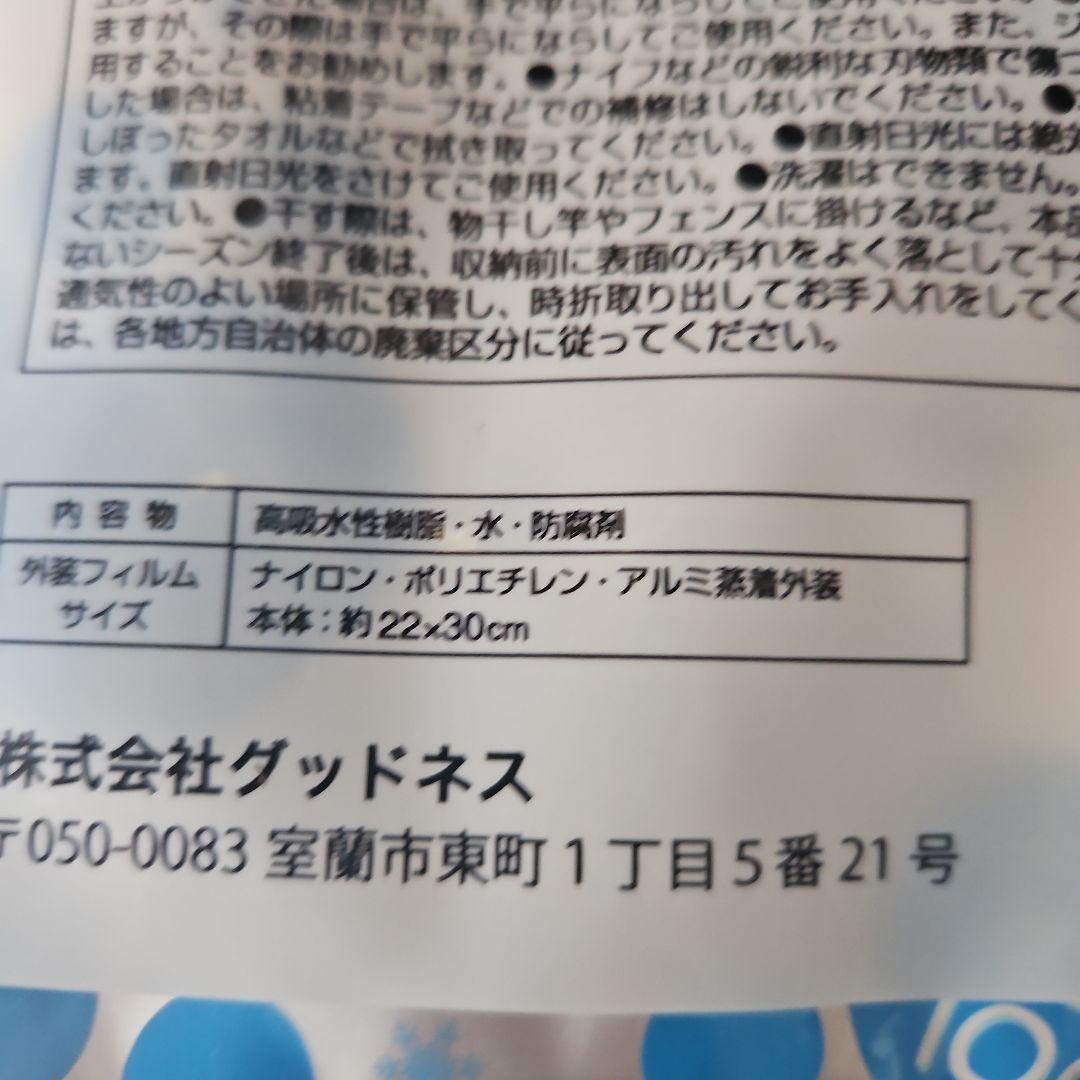 ますが、その際は手で平らにならしてご使用ください。また、ジ
用することをお勧めします。●ナイフなどの鋭利な刃物類で傷つ
した場合は、粘着テープなどでの補修はしないでください。●
しぼったタオルなどで拭き取ってください。●直射日光には絶対
ます。直射日光をさけてご使用ください。●洗濯はできません。
ください。●干す際は、物干し竿やフェンスに掛けるなど、本品
ないシーズン終了後は、収納前に表面の汚れをよく落として十分
通気性のよい場所に保管し、時折取り出してお手入れをしてく
は、各地方自治体の廃棄区分に従ってください。
内容物 高吸水性樹脂・水・防腐剤
外装フィルム ナイロン・ポリエチレン・アルミ蒸着外装
サイズ 本体：約22×30cm
株式会社グッドネス
〒050-0083 室蘭市東町1丁目5番21号